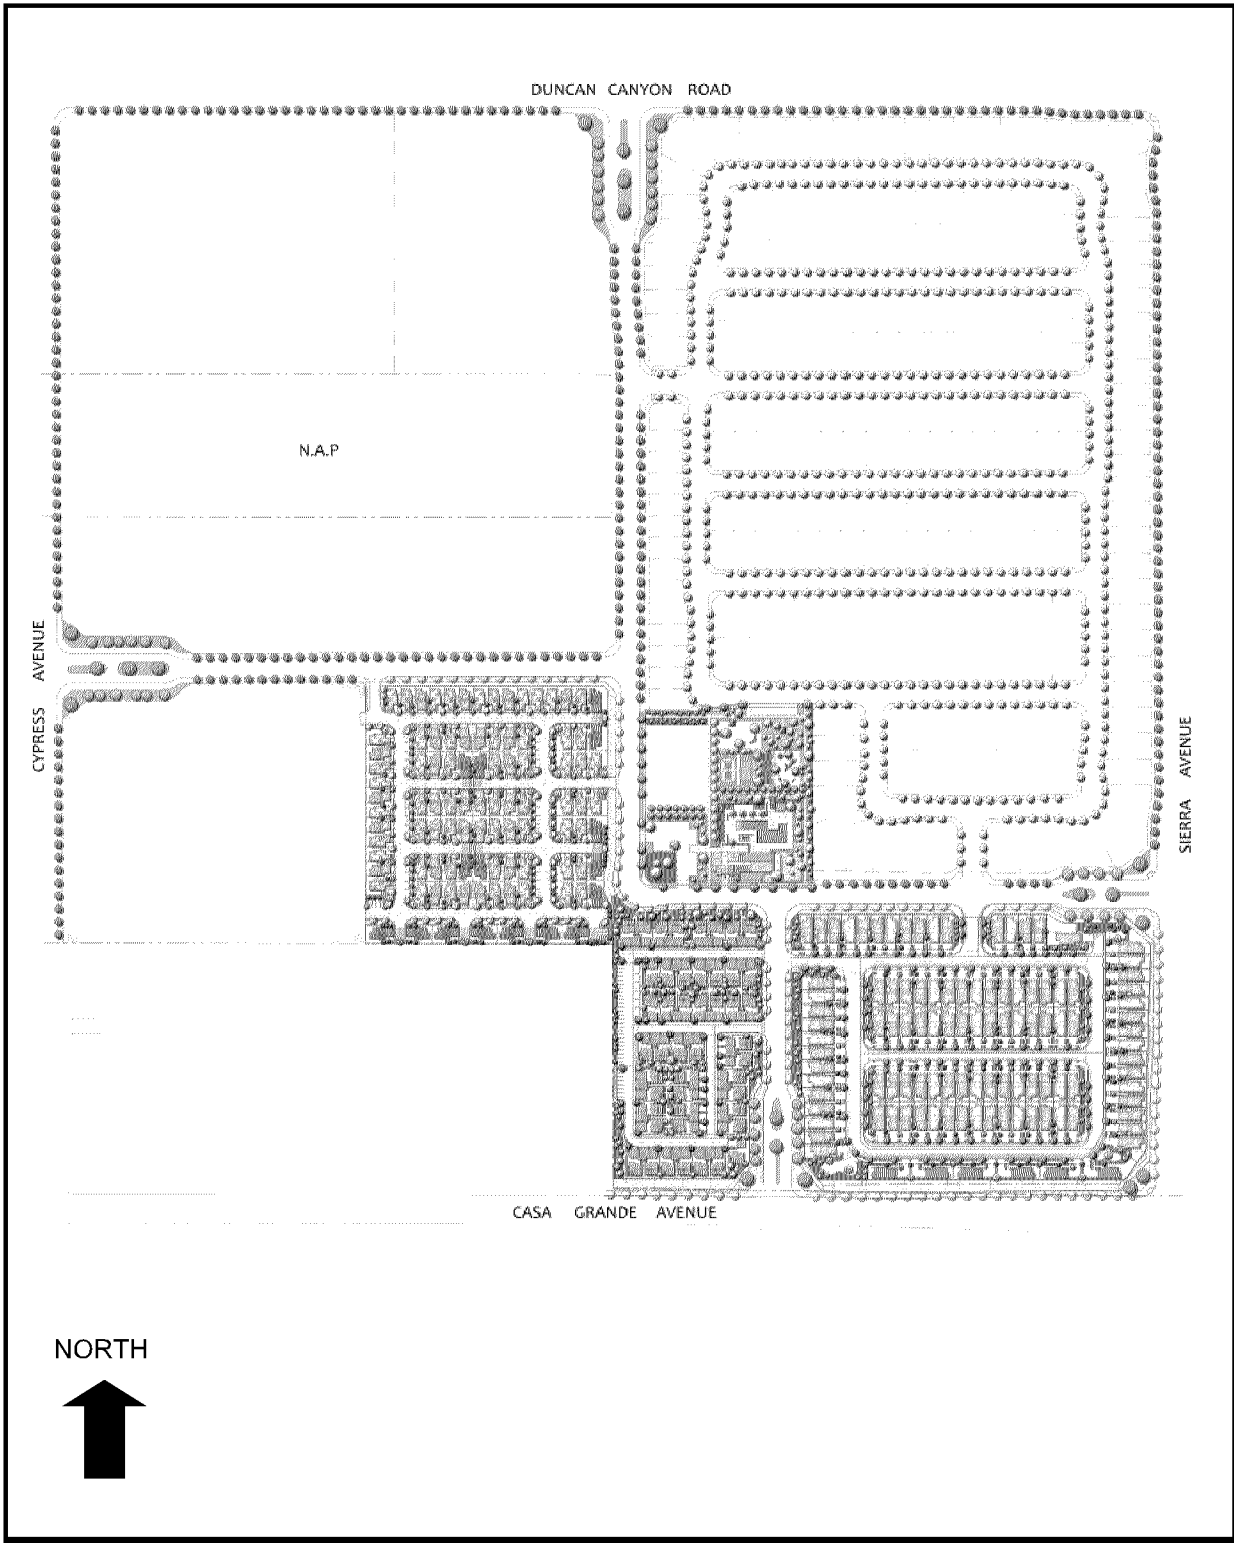 DUNCAN CANYON ROAD
N.A.P
CYPRESS AVENUE
SIERRA AVENUE
CASA GRANDE AVENUE
NORTH